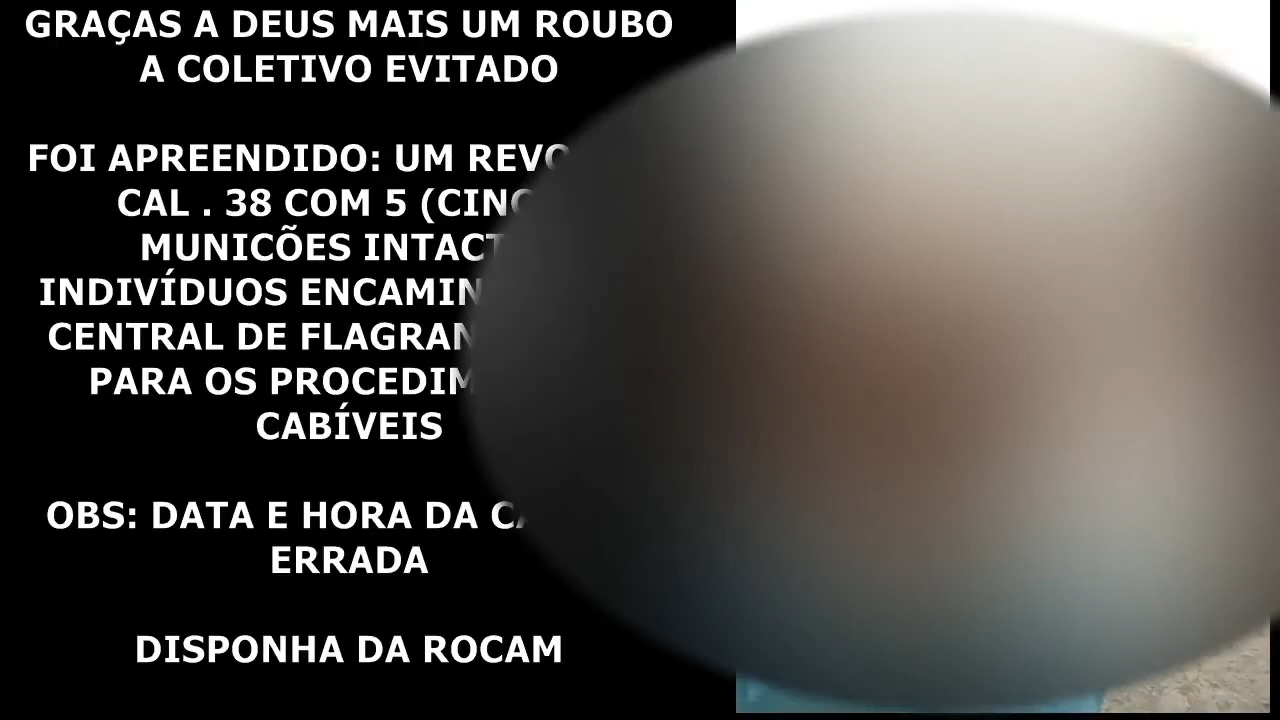 GRAÇAS A DEUS MAIS UM ROUBO
A COLETIVO EVITADO
FOI APREENDIDO: UM
CAL . 38 COM 5
MUNICÕES
INDIVÍDUOS
CENTRAL DE
PARA OS
CABÍVEIS
OBS: DATA E HORA DA
ERRADA
DISPONHA DA ROCAM